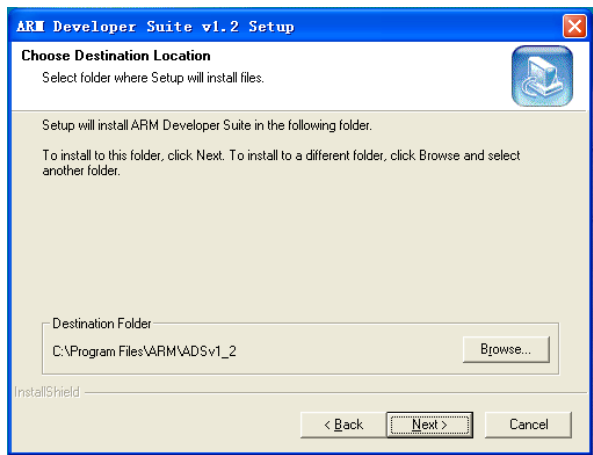 ARM Developer Suite v1.2 Setup
Choose Destination Location
Select folder where Setup will install files.
Setup will install ARM Developer Suite in the following folder.
To install to this folder, click Next. To install to a different folder, click Browse and select
another folder.
Destination Folder
C:\Program Files\ARM\ADSv1_2
Browse...
InstallShield
< Back
Next >
Cancel